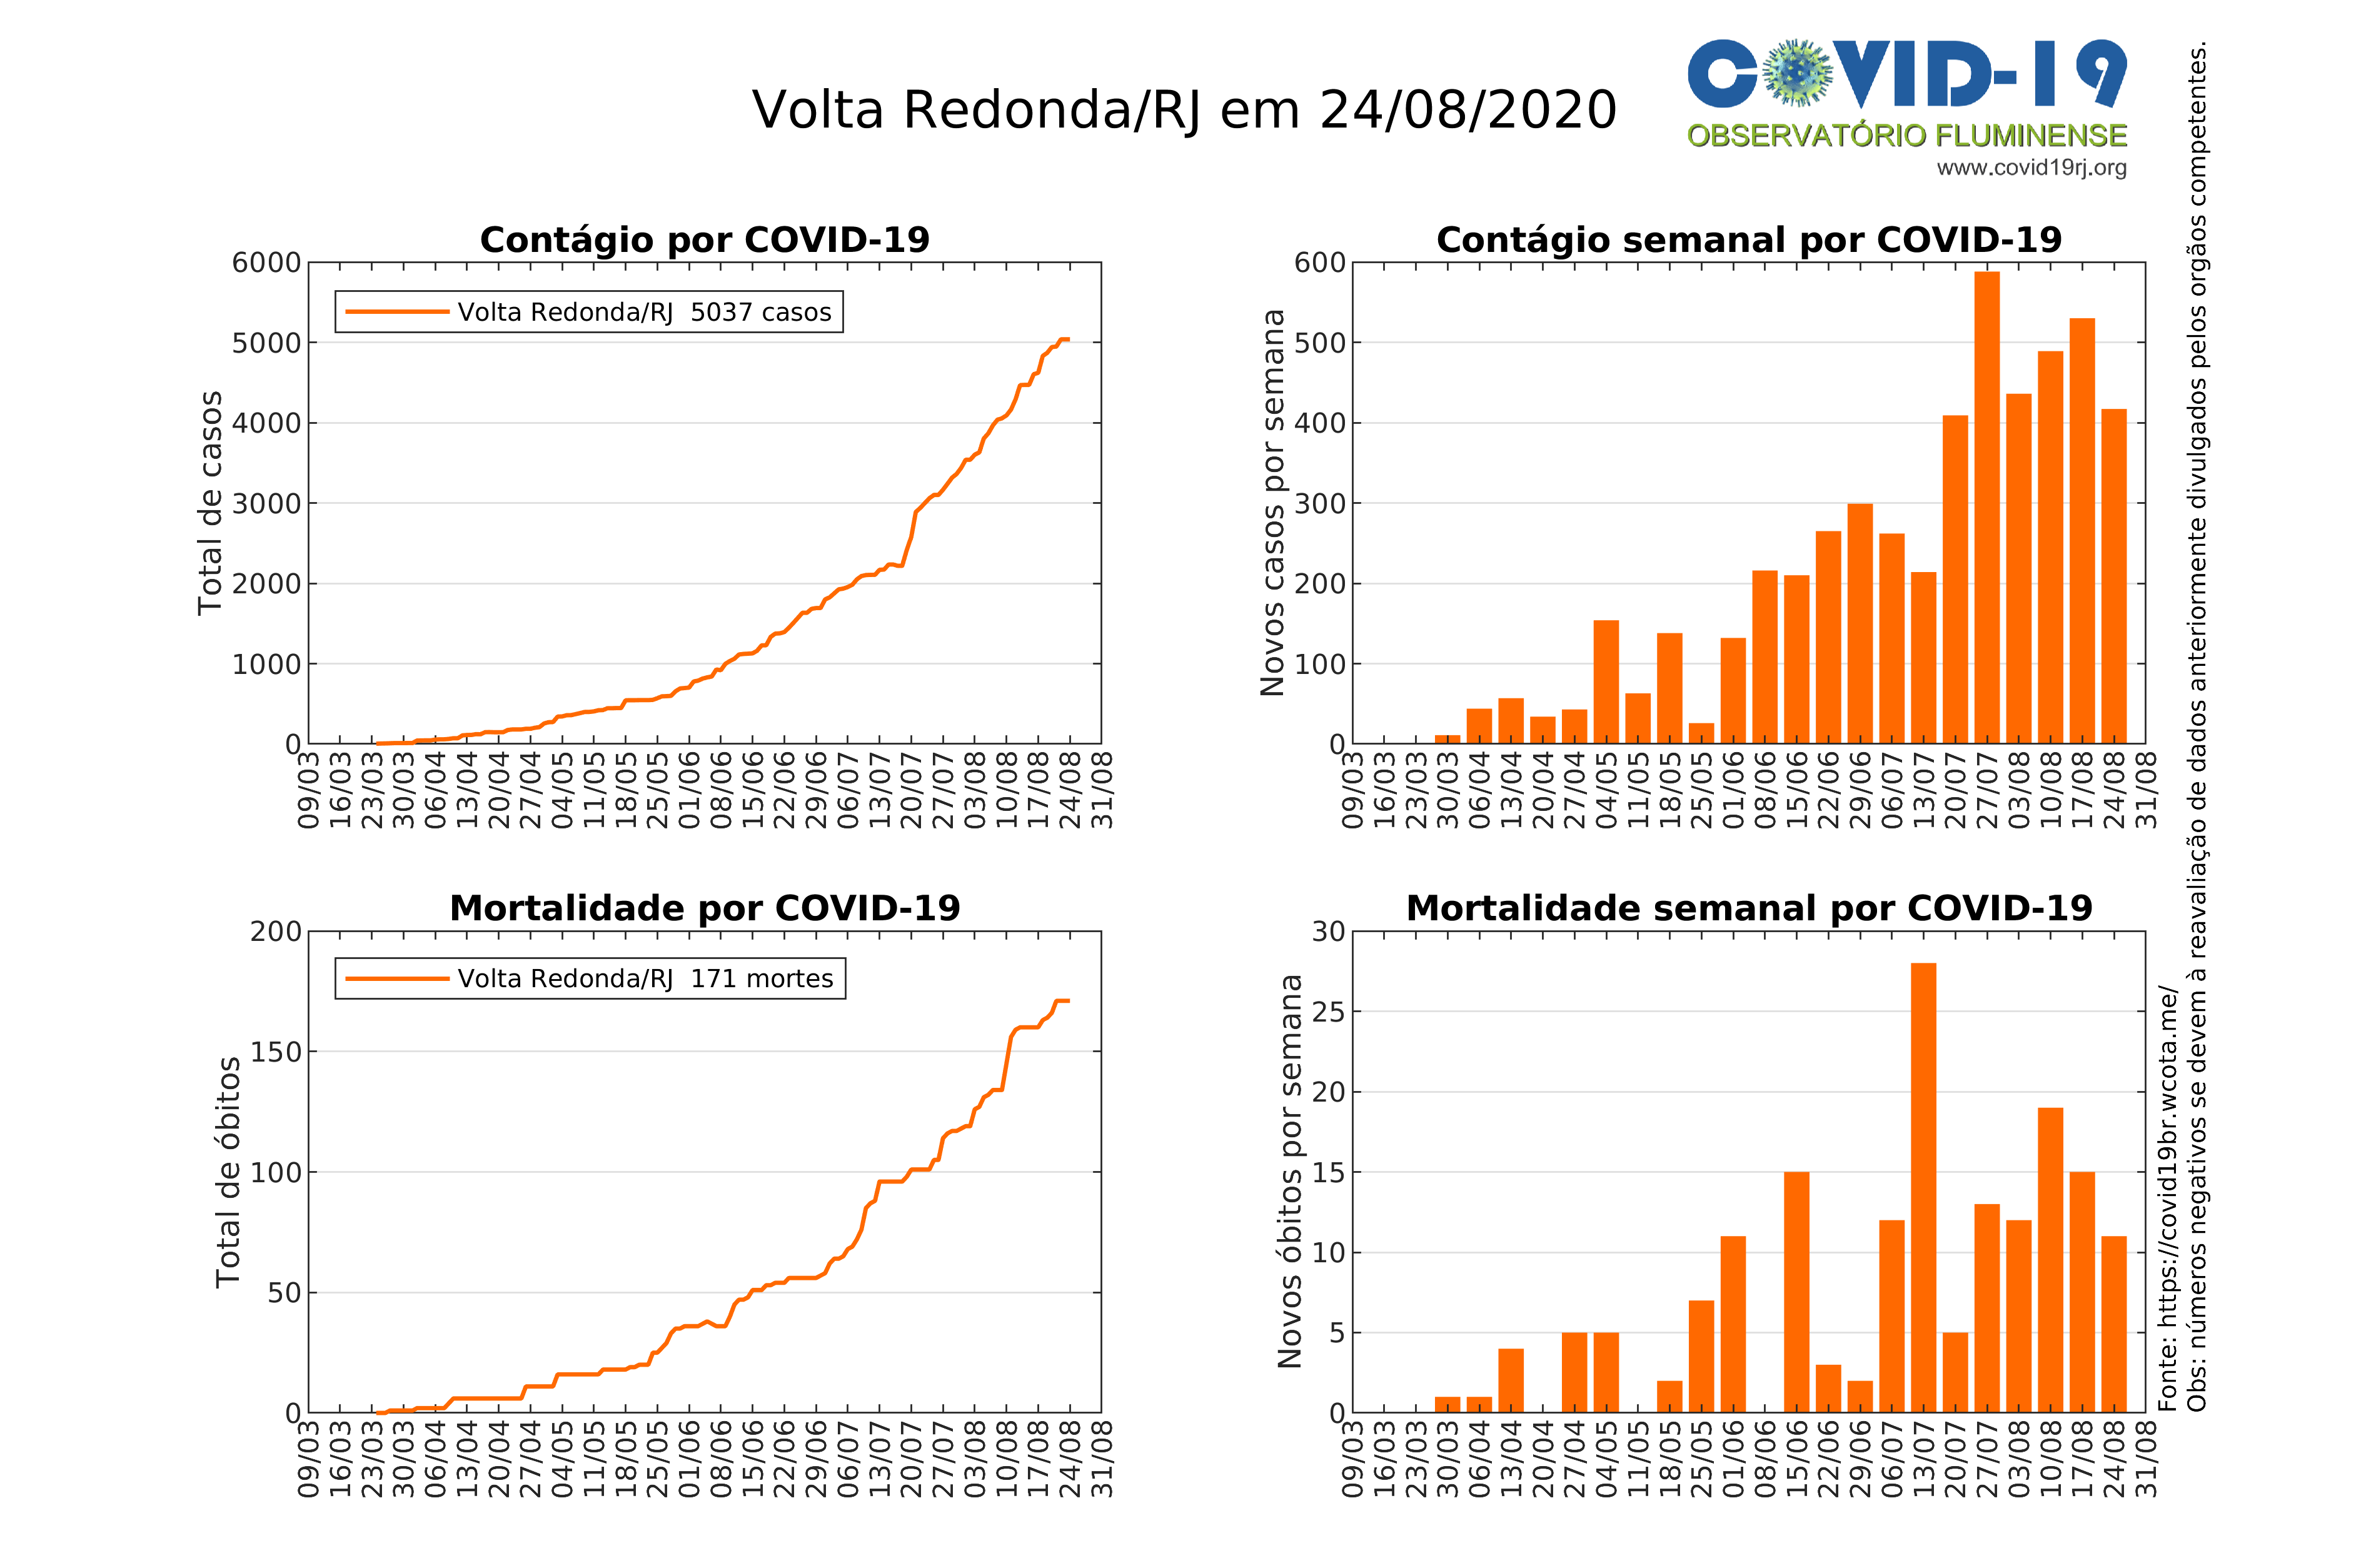 Volta Redonda/RJ em 24/08/2020
COVID-19
OBSERVATÓRIO FLUMINENSE
www.covid19rj.org
Contágio por COVID-19
Total de casos
6000
5000
4000
3000
2000
1000
0
Volta Redonda/RJ 5037 casos
09/03 16/03 23/03 30/03 06/04 13/04 20/04 27/04 04/05 11/05 18/05 25/05 01/06 08/06 15/06 22/06 29/06 06/07 13/07 20/07 27/07 03/08 10/08 17/08 24/08 31/08
Contágio semanal por COVID-19
Novos casos por semana
600
500
400
300
200
100
0
09/03 16/03 23/03 30/03 06/04 13/04 20/04 27/04 04/05 11/05 18/05 25/05 01/06 08/06 15/06 22/06 29/06 06/07 13/07 20/07 27/07 03/08 10/08 17/08 24/08 31/08
Mortalidade por COVID-19
Total de óbitos
200
150
100
50
0
Volta Redonda/RJ 171 mortes
09/03 16/03 23/03 30/03 06/04 13/04 20/04 27/04 04/05 11/05 18/05 25/05 01/06 08/06 15/06 22/06 29/06 06/07 13/07 20/07 27/07 03/08 10/08 17/08 24/08 31/08
Mortalidade semanal por COVID-19
Novos óbitos por semana
30
25
20
15
10
5
0
09/03 16/03 23/03 30/03 06/04 13/04 20/04 27/04 04/05 11/05 18/05 25/05 01/06 08/06 15/06 22/06 29/06 06/07 13/07 20/07 27/07 03/08 10/08 17/08 24/08 31/08
Fonte: https://covid19br.wcota.me/
Obs: números negativos se devem à reavaliação de dados anteriormente divulgados pelos orgãos competentes.